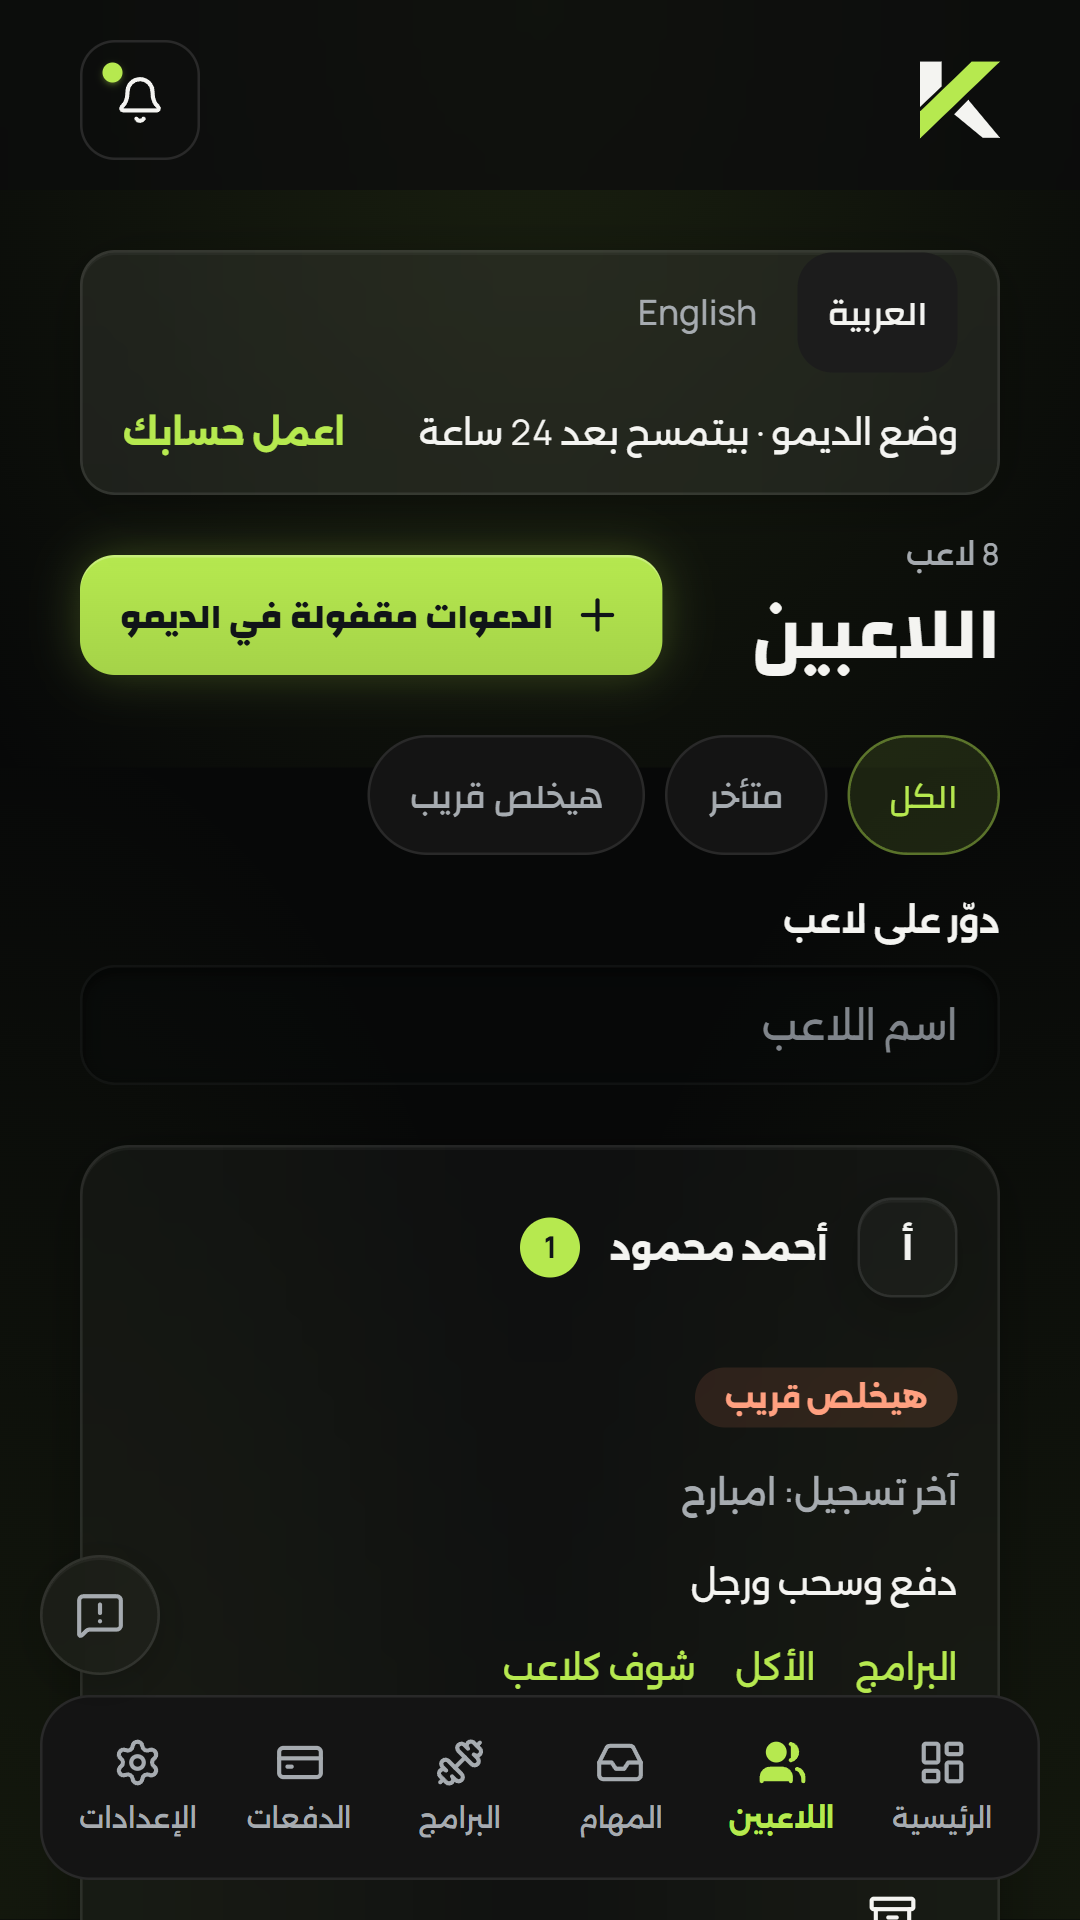 العربية
English
وضع الديمو · بيتمسح بعد 24 ساعة
اعمل حسابك
8 لاعب
اللاعبين
الدعوات مقفولة في الديمو
الكل
متأخر
هيخلص قريب
دوّر على لاعب
اسم اللاعب
أ
أحمد محمود
1
هيخلص قريب
آخر تسجيل: امبارح
دفع وسحب ورجل
البرامج
الأكل
شوف كلاعب
الرئيسية
اللاعبين
المهام
البرامج
الدفعات
الإعدادات